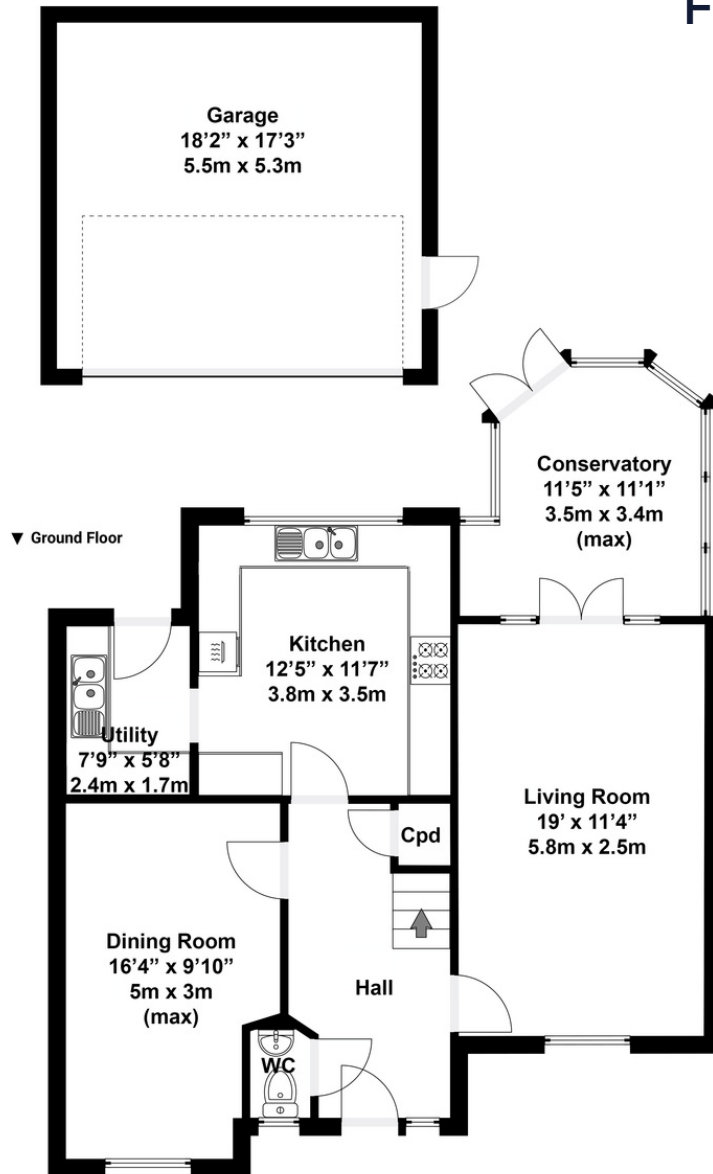 F
Garage
18’2” x 17’3”
5.5m x 5.3m
Conservatory
11’5” x 11’1”
3.5m x 3.4m
(max)
▼ Ground Floor
Kitchen
12’5” x 11’7”
3.8m x 3.5m
Utility
7’9” x 5’8”
2.4m x 1.7m
Living Room
19’ x 11’4”
5.8m x 2.5m
Cpd
Dining Room
16’4” x 9’10”
5m x 3m
(max)
Hall
WC